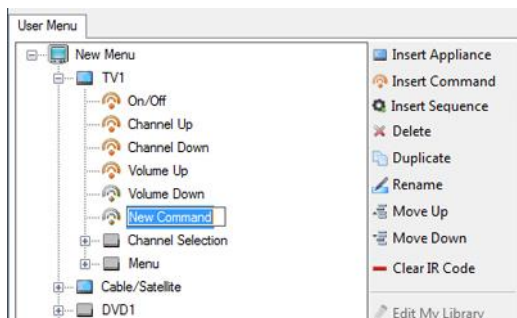 User Menu
New Menu
TV1
On/Off
Channel Up
Channel Down
Volume Up
Volume Down
New Command
Channel Selection
Menu
Cable/Satellite
DVD1
Insert Appliance
Insert Command
Insert Sequence
Delete
Duplicate
Rename
Move Up
Move Down
Clear IR Code
Edit My Library